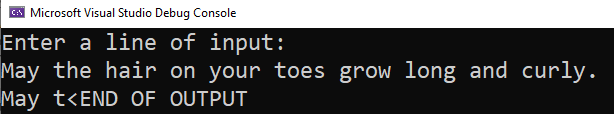 Microsoft Visual Studio Debug Console
Enter a line of input:
May the hair on your toes grow long and curly.
May t<END OF OUTPUT